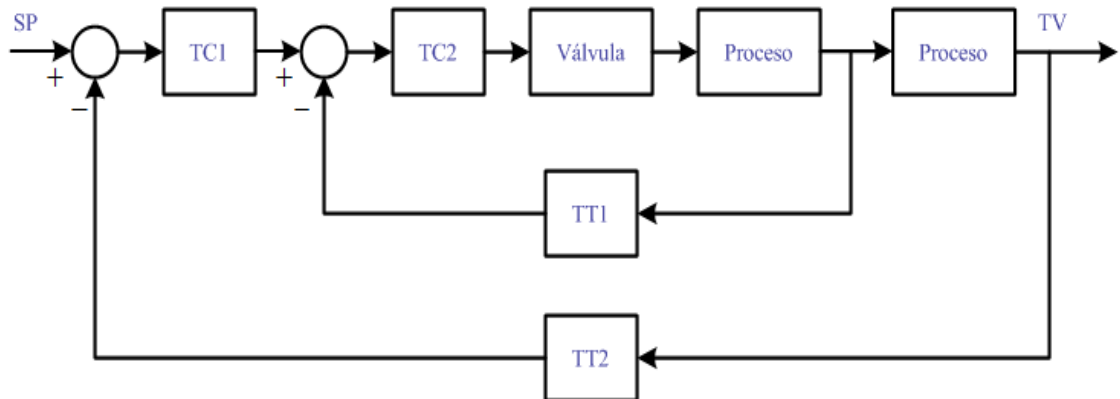 SP
TV
TC1
TC2
Válvula
Proceso
Proceso
+
−
+
−
TT1
TT2